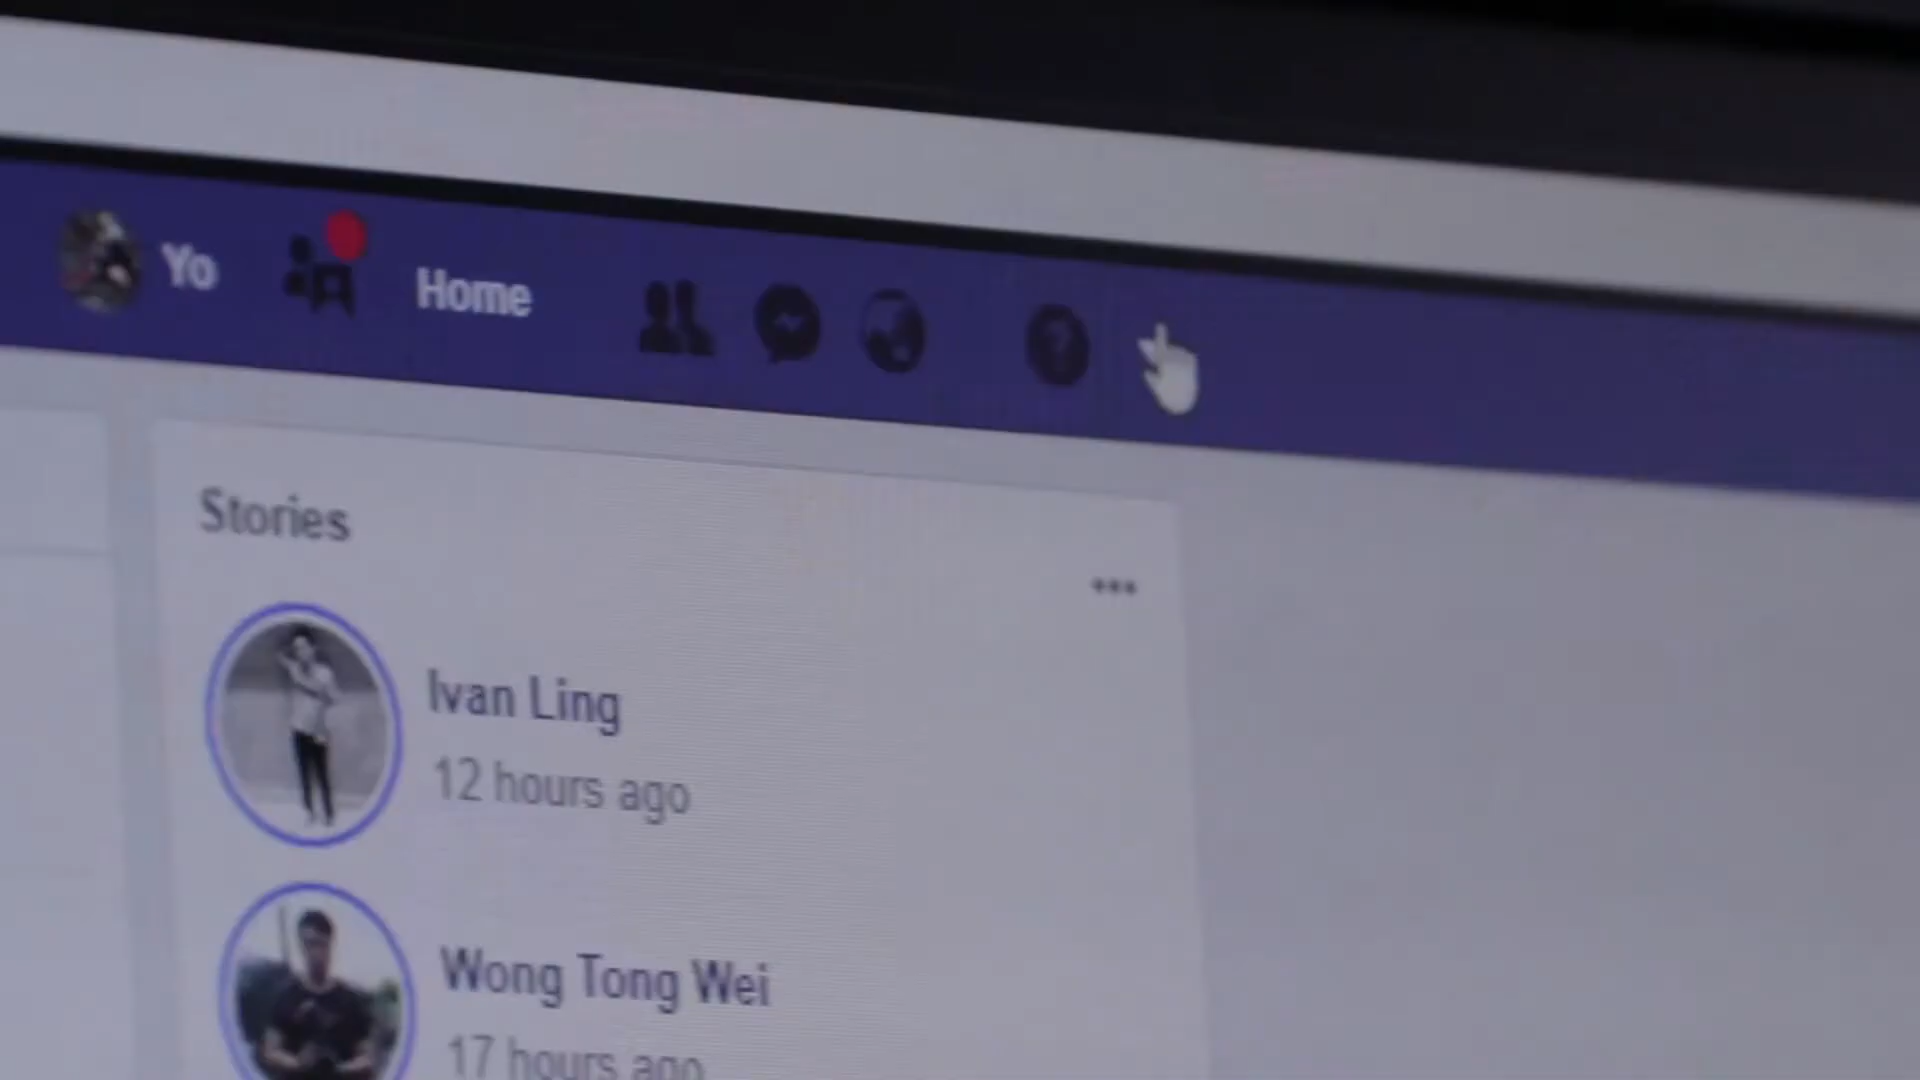 Yo
Home
Stories
Ivan Ling
12 hours ago
Wong Tong Wei
17 hours ago